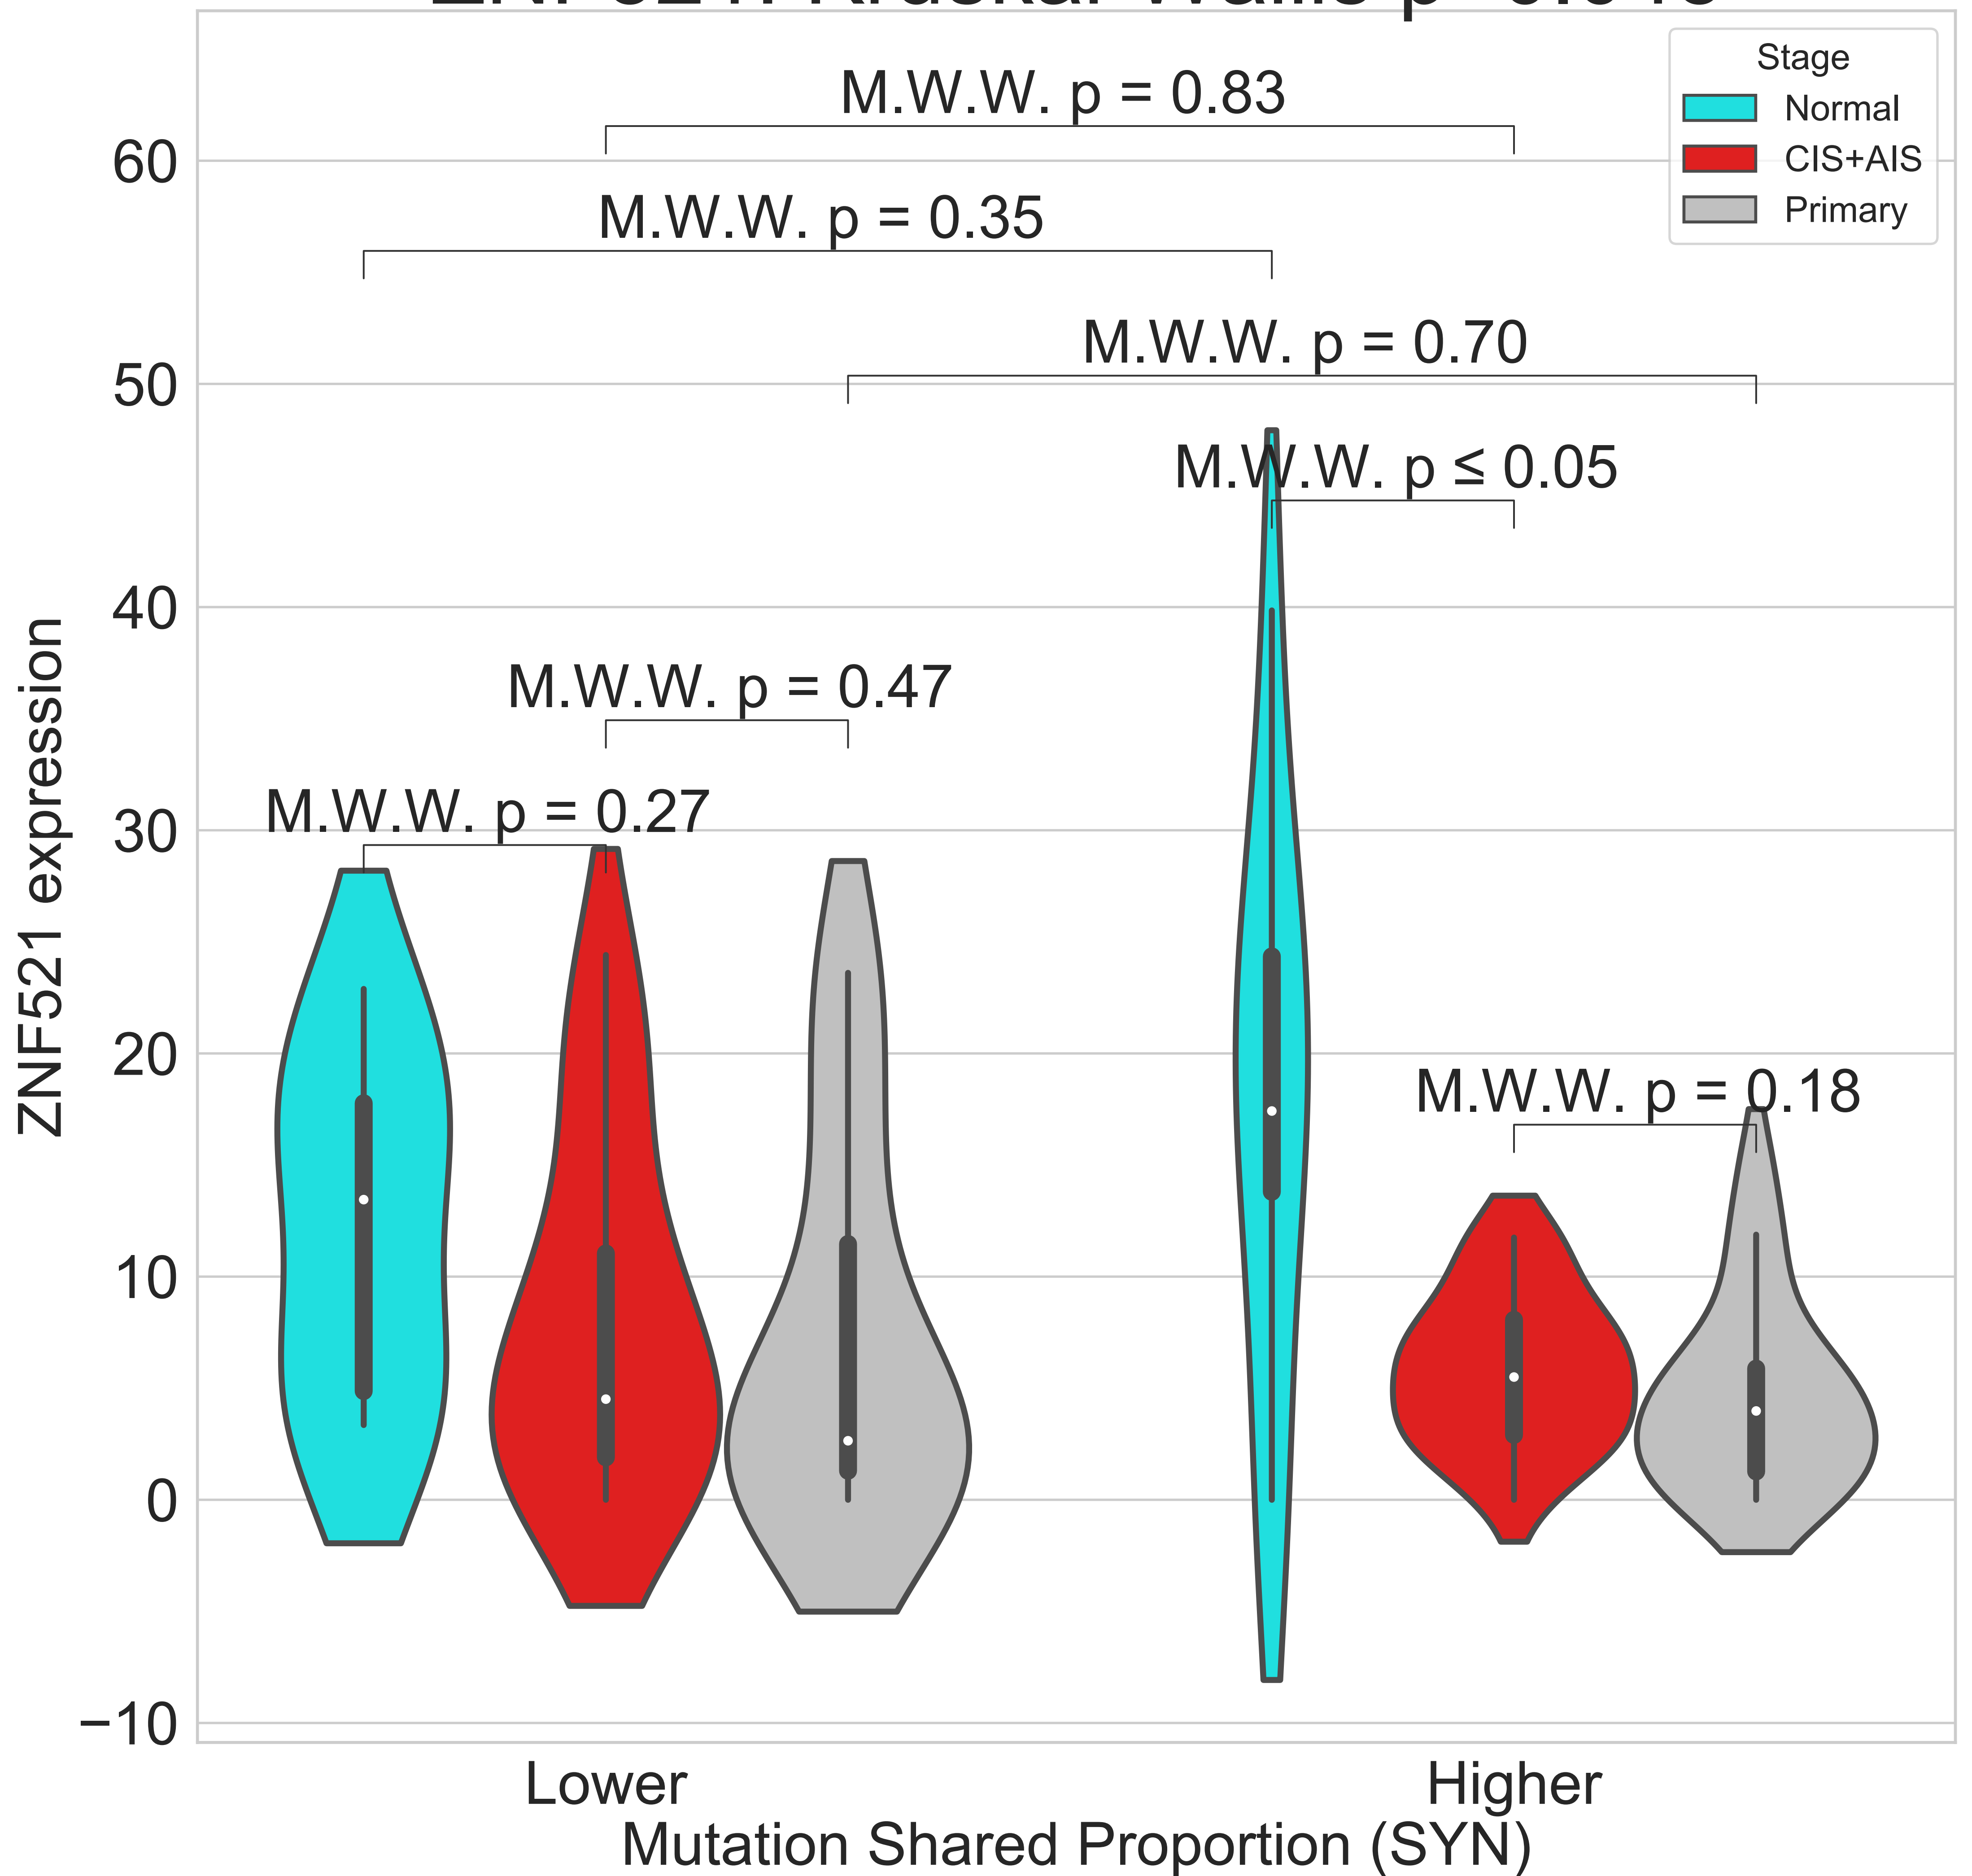 M.W.W. p = 0.83
M.W.W. p = 0.35
M.W.W. p = 0.70
M.W.W. p ≤ 0.05
M.W.W. p = 0.47
M.W.W. p = 0.27
M.W.W. p = 0.18
Stage
Normal
CIS+AIS
Primary
ZNF521 expression
60
50
40
30
20
10
0
−10
Lower
Higher
Mutation Shared Proportion (SYN)